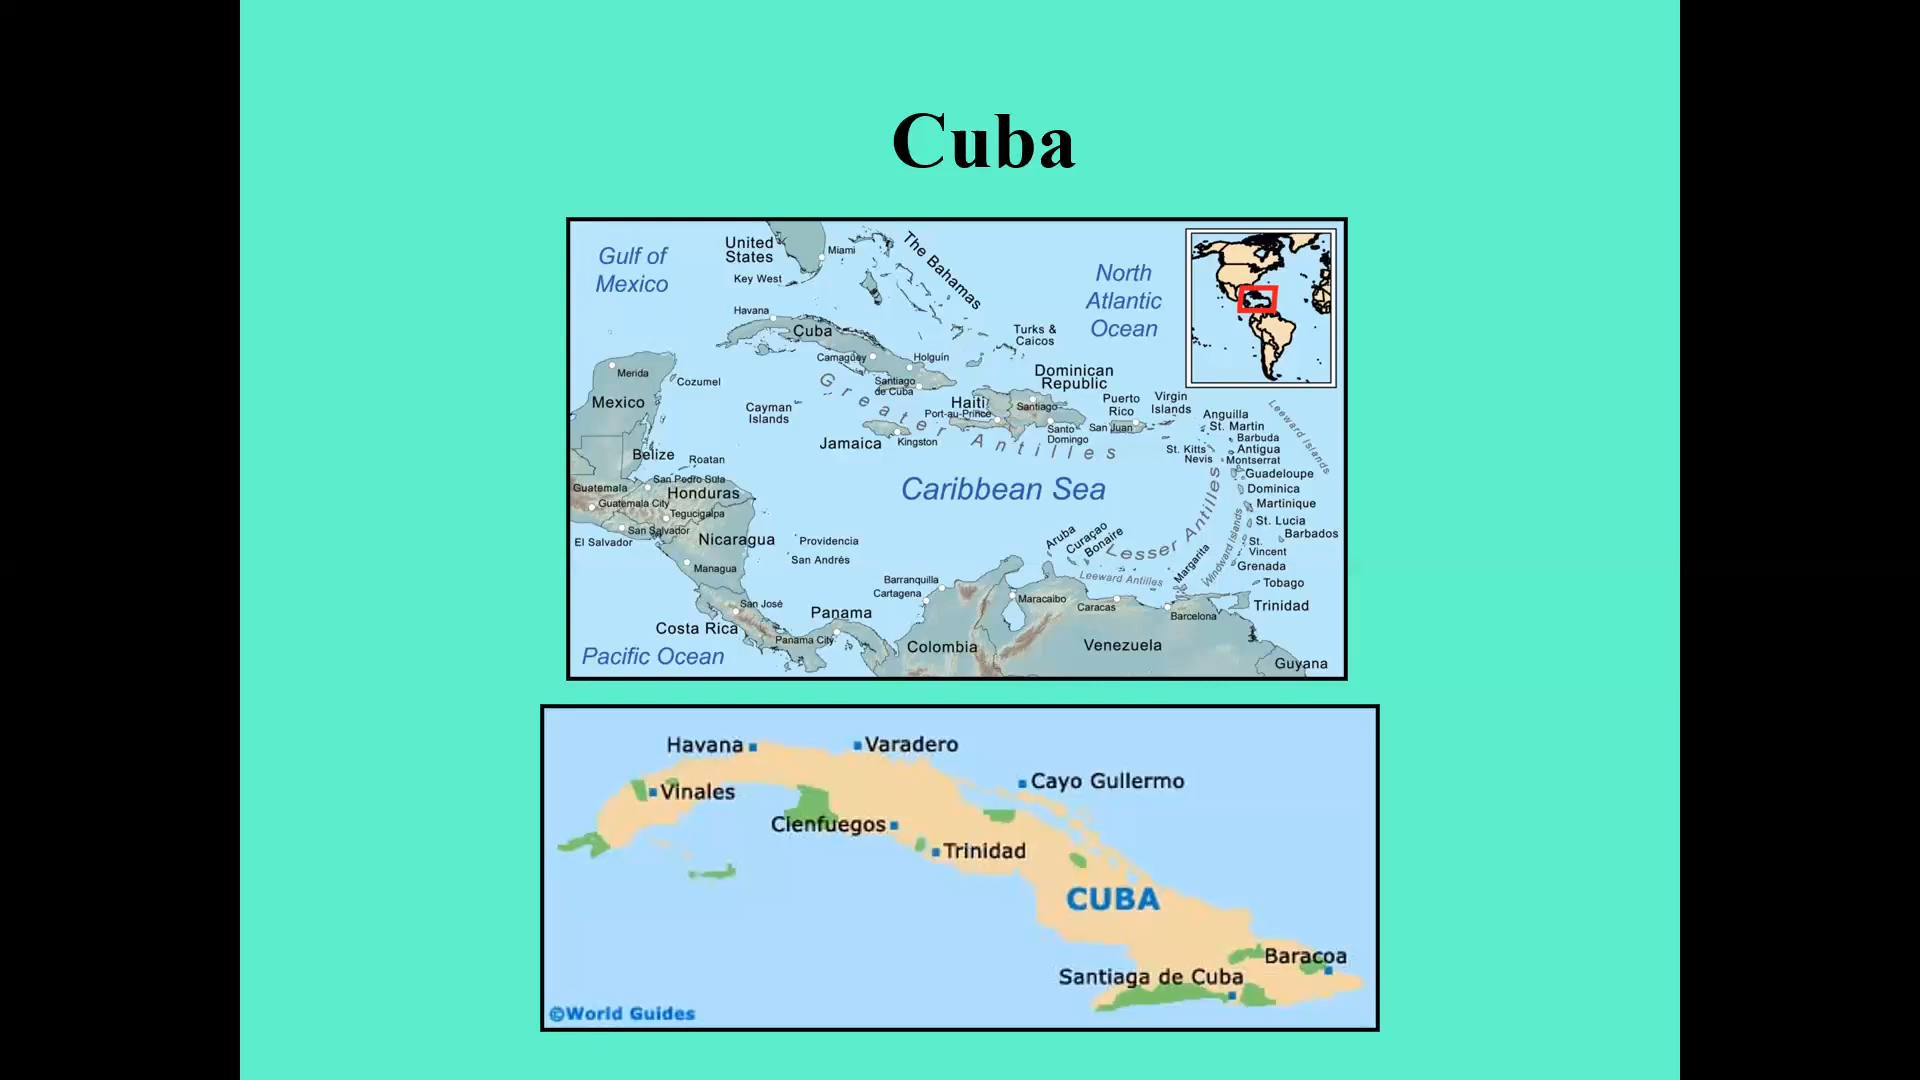 Cuba
Gulf of
Mexico
United
States
Miami
Key West
The Bahamas
North
Atlantic
Ocean
Havana
Cuba
Turks &
Caicos
Camagüey
Holguín
Santiago
de Cuba
Merida
Cozumel
Mexico
Cayman
Islands
Greater Antilles
Dominican
Republic
Haiti
Port-au-Prince
Santiago
Santo
Domingo
Puerto
Rico
San Juan
Virgin
Islands
Jamaica
Kingston
Anguilla
St. Martin
Barbuda
Antigua
Montserrat
St. Kitts
Nevis
Leeward Islands
Guadeloupe
Dominica
Martinique
St. Lucia
Barbados
St.
Vincent
Grenada
Tobago
Trinidad
Belize
Roatan
San Pedro Sula
Guatemala
Honduras
Guatemala City
Tegucigalpa
San Salvador
El Salvador
Nicaragua
Managua
Caribbean Sea
Providencia
San Andrés
Aruba
Curaçao
Bonaire
Lesser Antilles
Windward Islands
Leeward Antilles
Margarita
Barranquilla
Cartagena
Maracaibo
Caracas
Barcelona
San José
Costa Rica
Panama
Panama City
Pacific Ocean
Colombia
Venezuela
Guyana
Havana
Varadero
Vinales
Cayo Gullermo
Cienfuegos
Trinidad
CUBA
Baracoa
Santiaga de Cuba
©World Guides